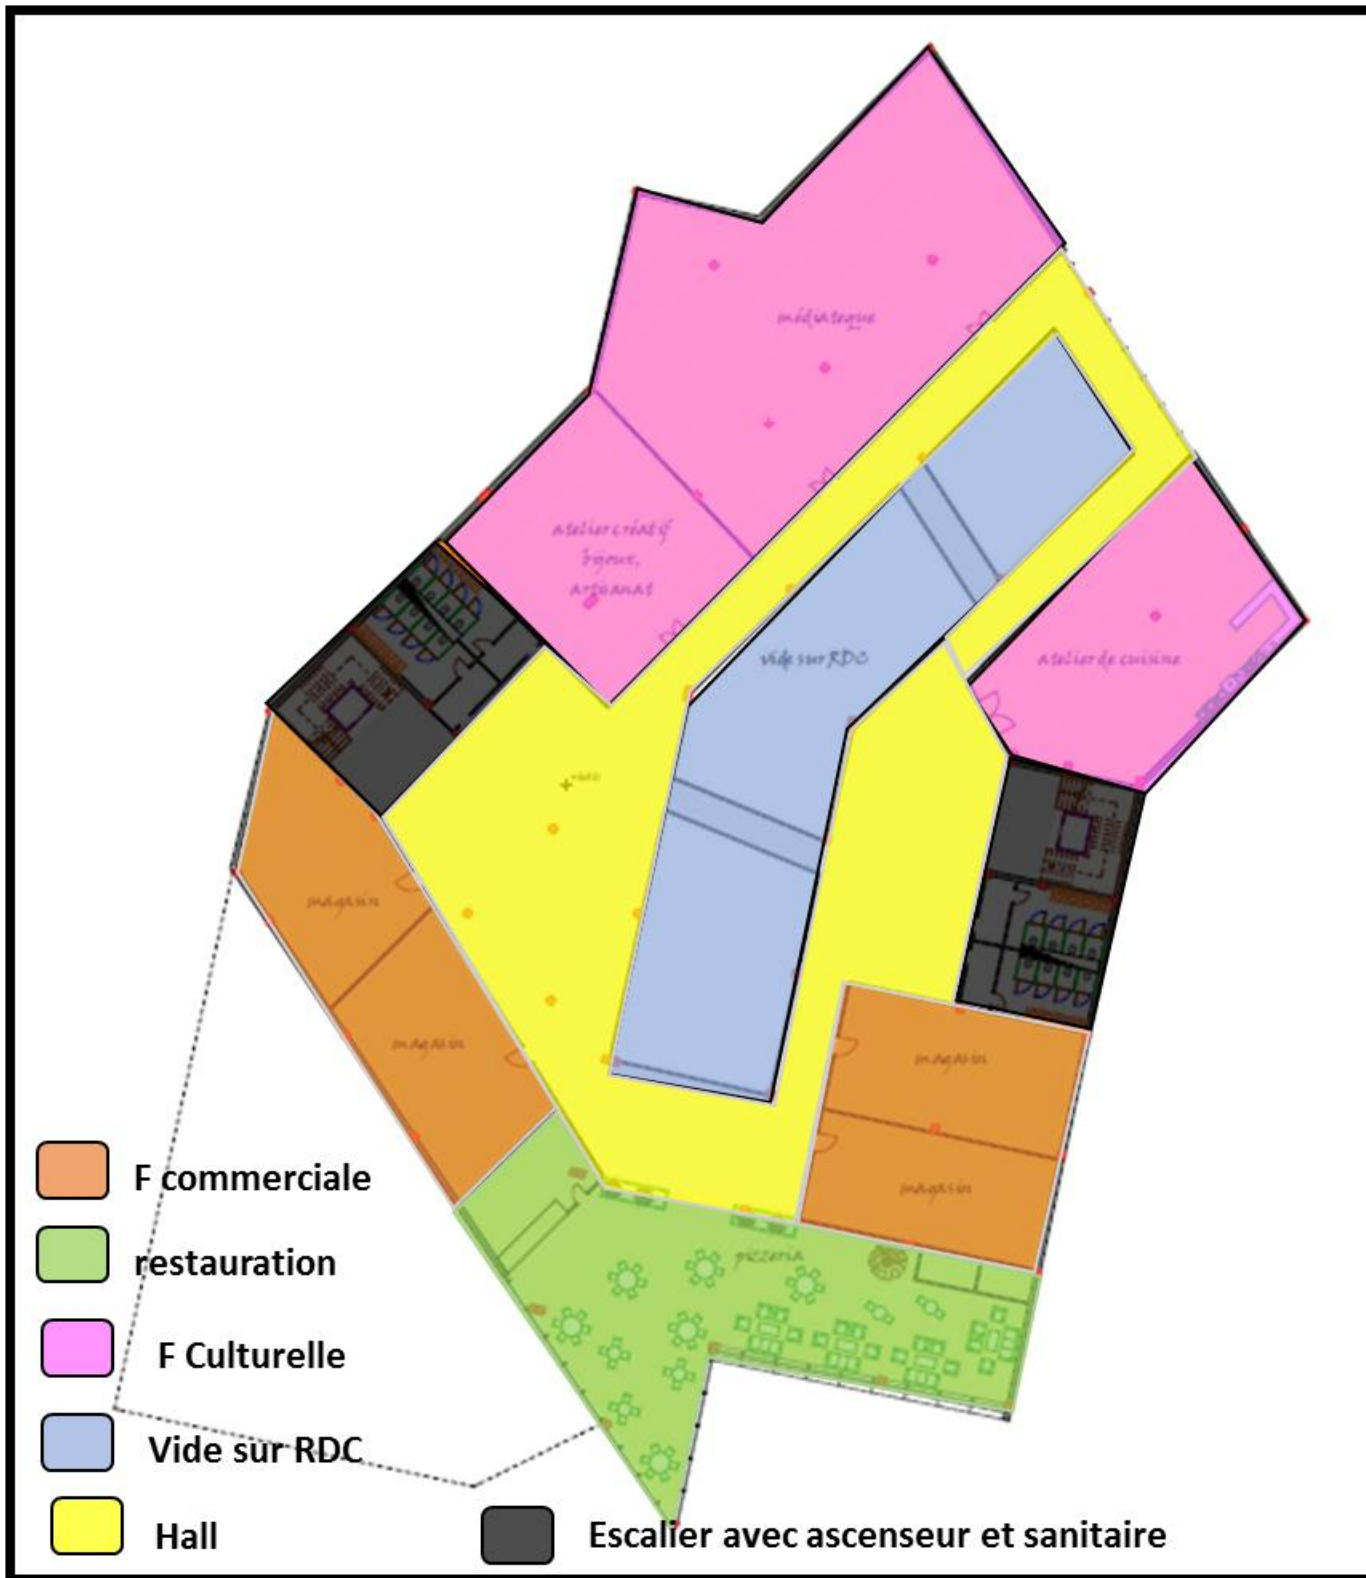 médiateque
atelier créatif
bijoux,
artisanat
vide sur RDC
atelier de cuisine
magasin
magasin
magasin
magasin
pizzeria
F commerciale
restauration
F Culturelle
Vide sur RDC
Hall
Escalier avec ascenseur et sanitaire